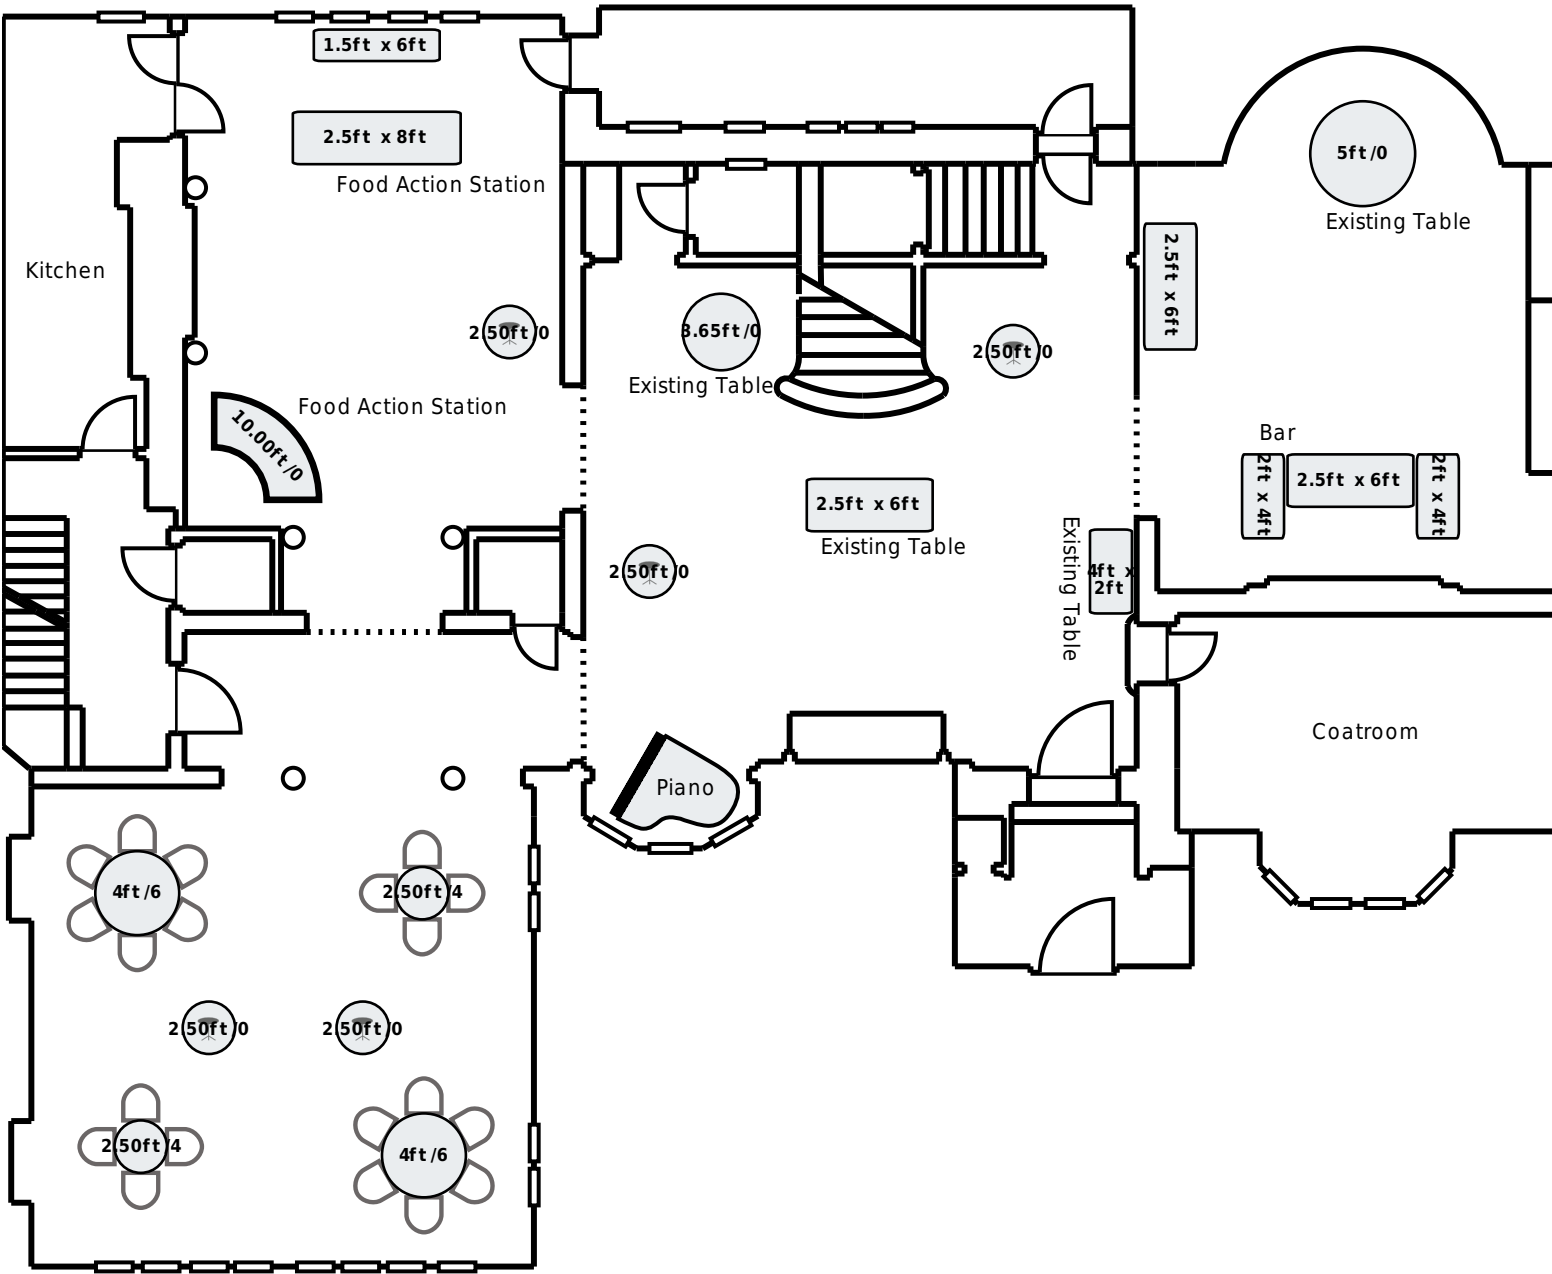 1.5ft x 6ft
2.5ft x 8ft
Food Action Station
5ft/0
Existing Table
Kitchen
2.5ft x 6ft
2.50ft/0
3.65ft/0
2.50ft/0
Existing Table
Food Action Station
10.00ft/0
Bar
2ft x 4ft
2.5ft x 6ft
2ft x 4ft
2.5ft x 6ft
Existing Table
Existing Table
4ft x
2ft
2.50ft/0
Coatroom
Piano
4ft/6
2.50ft/4
2.50ft/0
2.50ft/0
2.50ft/4
4ft/6